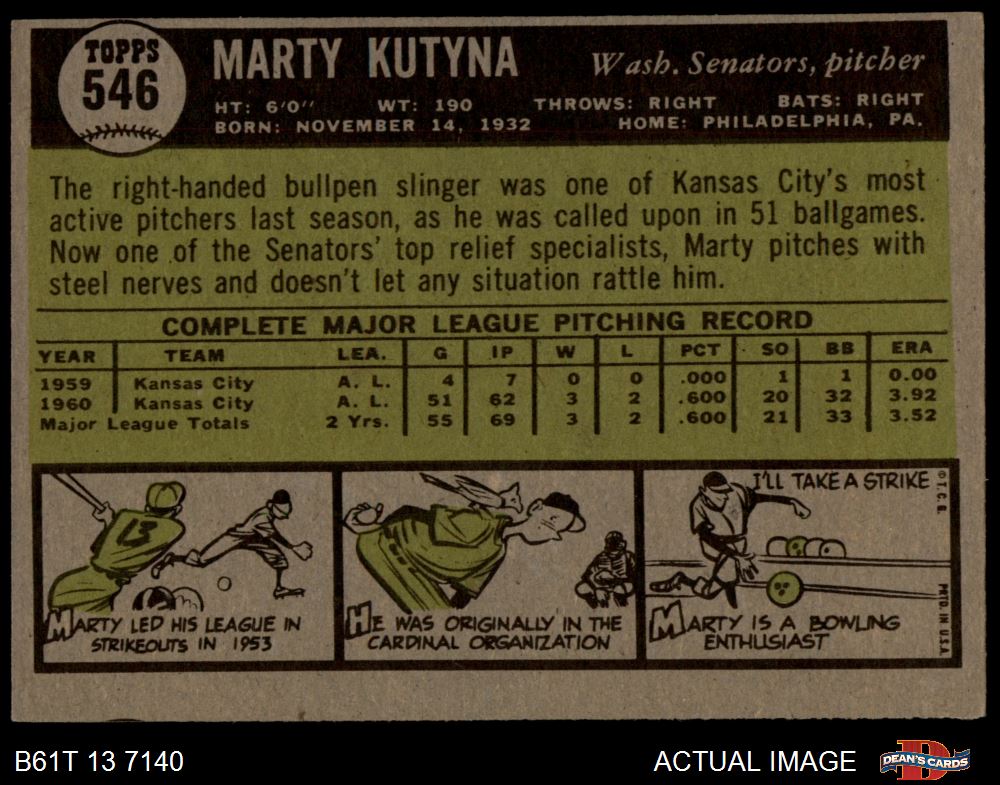 TOPPS
546
MARTY KUTYNA
Wash. Senators, pitcher
HT: 6'0" WT: 190 THROWS: RIGHT BATS: RIGHT
BORN: NOVEMBER 14, 1932 HOME: PHILADELPHIA, PA.
The right-handed bullpen slinger was one of Kansas City's most
active pitchers last season, as he was called upon in 51 ballgames.
Now one of the Senators' top relief specialists, Marty pitches with
steel nerves and doesn't let any situation rattle him.
COMPLETE MAJOR LEAGUE PITCHING RECORD
YEAR TEAM LEA. G IP W L PCT SO BB ERA
1959 Kansas City A. L. 4 7 0 0 .000 1 1 0.00
1960 Kansas City A. L. 51 62 3 2 .600 20 32 3.92
Major League Totals 2 Yrs. 55 69 3 2 .600 21 33 3.52
13
MARTY LED HIS LEAGUE IN
STRIKEOUTS IN 1953
HE WAS ORIGINALLY IN THE
CARDINAL ORGANIZATION
I'LL TAKE A STRIKE
MARTY IS A BOWLING
ENTHUSIAST
© T. C. G.
PRT'D. IN U.S.A.
B61T 13 7140
ACTUAL IMAGE
D
DEAN'S CARDS